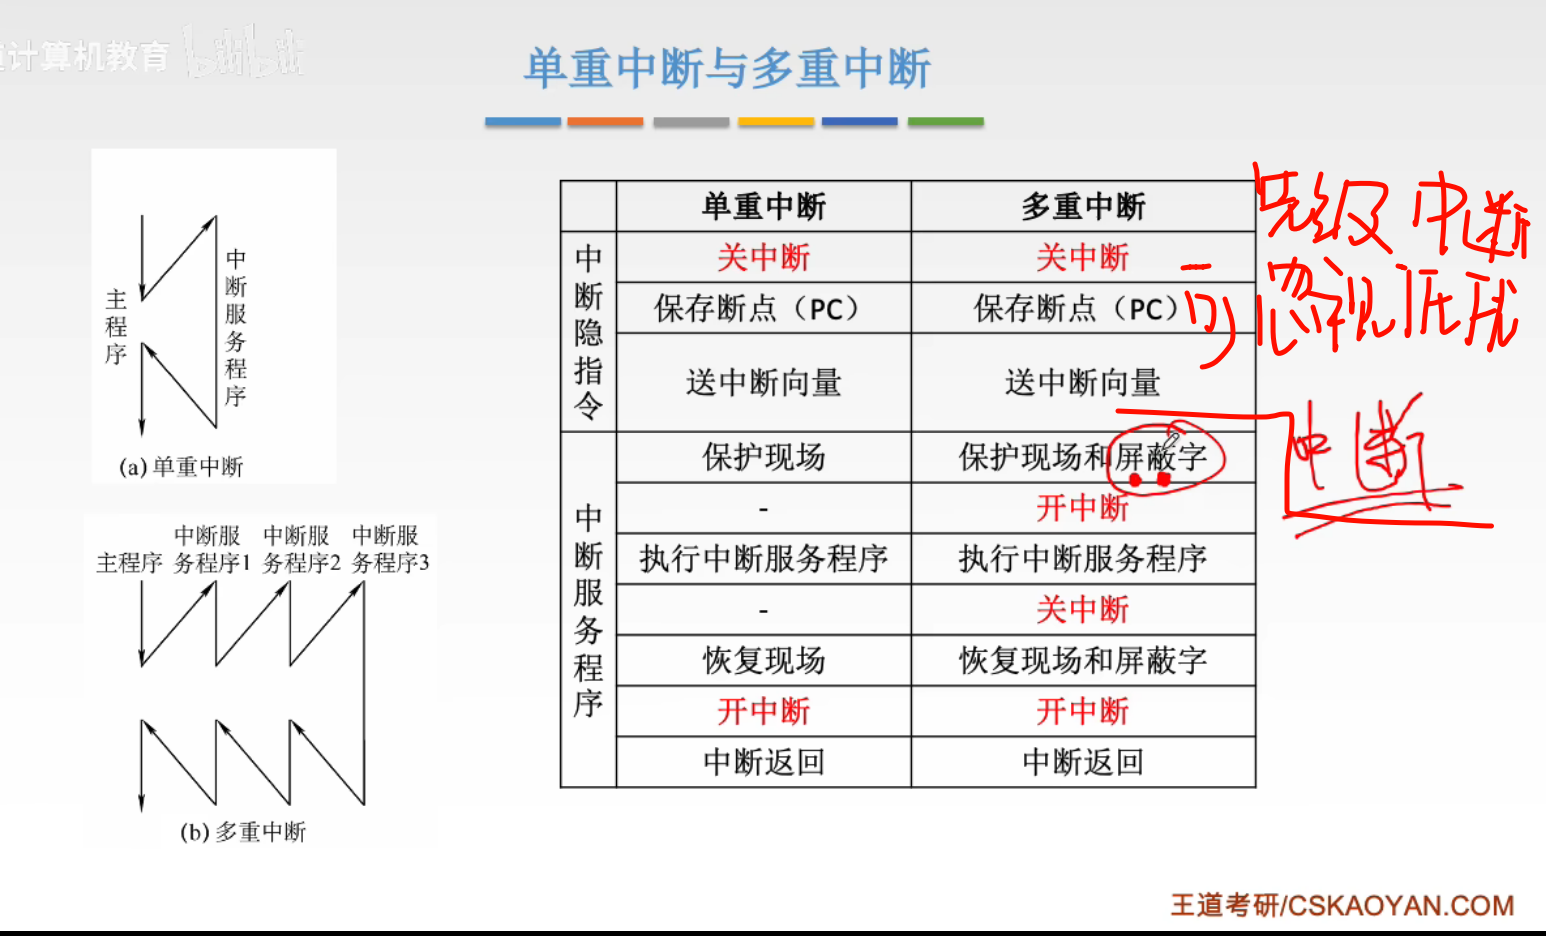 计算机教育 bilibili
单重中断与多重中断
主程序
中断服务程序
(a)单重中断
主程序 中断服务程序1 中断服务程序2 中断服务程序3
(b)多重中断
单重中断 多重中断
中断隐指令
关中断 关中断
保存断点（PC） 保存断点（PC）
送中断向量 送中断向量
中断服务程序
保护现场 保护现场和屏蔽字
- 开中断
执行中断服务程序 执行中断服务程序
- 关中断
恢复现场 恢复现场和屏蔽字
开中断 开中断
中断返回 中断返回
先级中断
可忽视
中断
王道考研/CSKAOYAN.COM